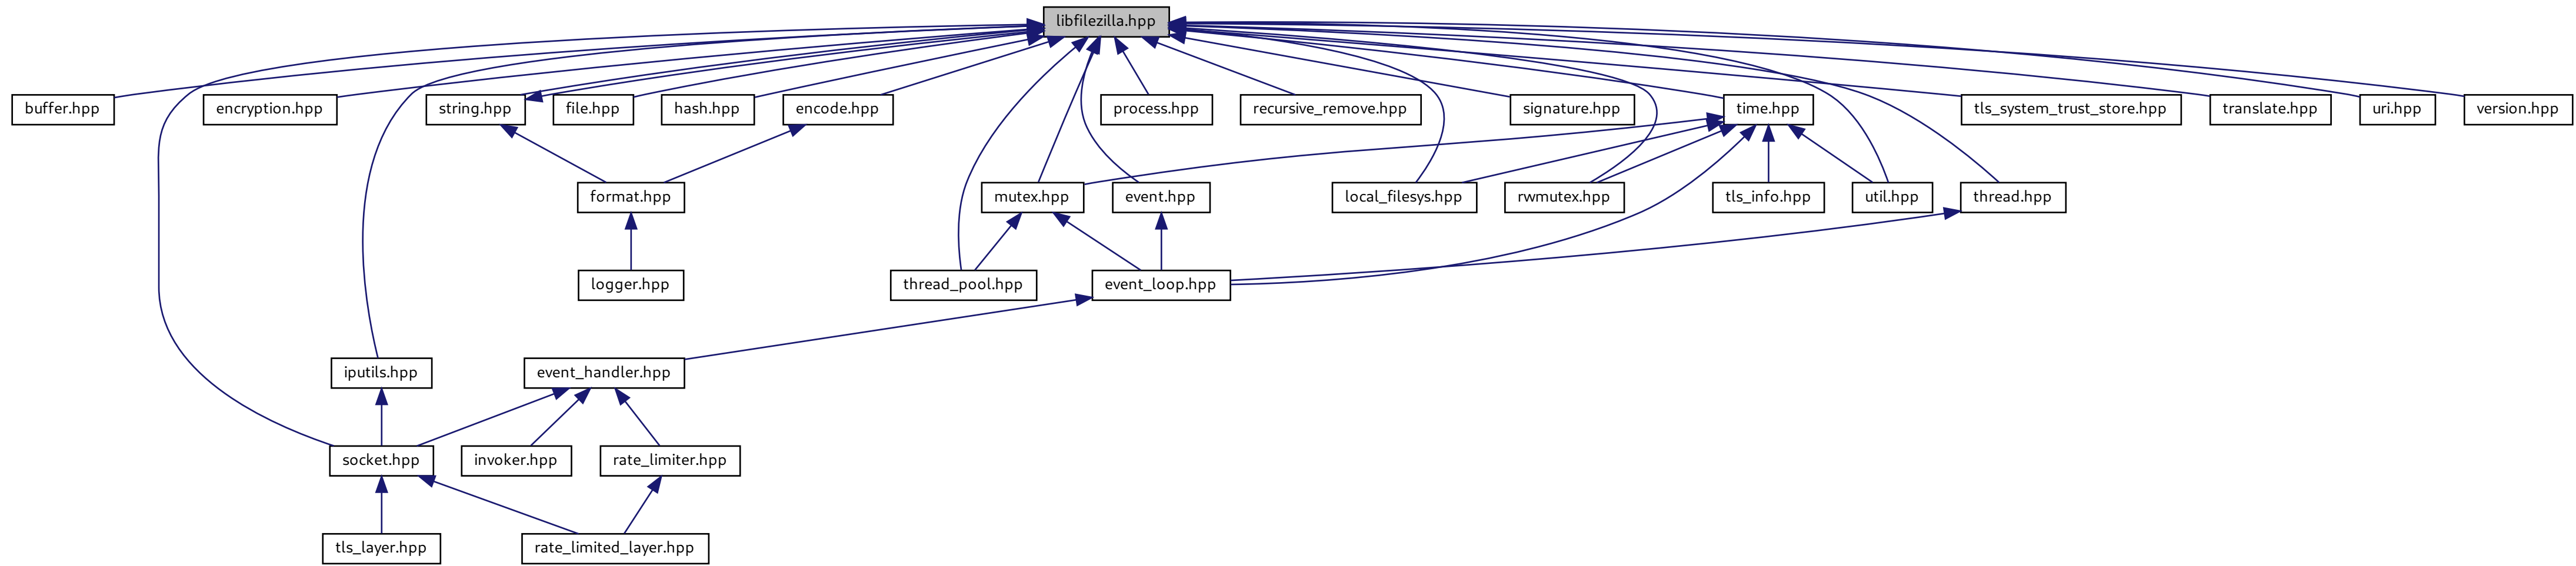 libfilezilla.hpp
buffer.hpp
encryption.hpp
string.hpp
file.hpp
hash.hpp
encode.hpp
process.hpp
recursive_remove.hpp
signature.hpp
time.hpp
tls_system_trust_store.hpp
translate.hpp
uri.hpp
version.hpp
format.hpp
mutex.hpp
event.hpp
local_filesys.hpp
rwmutex.hpp
tls_info.hpp
util.hpp
thread.hpp
logger.hpp
thread_pool.hpp
event_loop.hpp
iputils.hpp
event_handler.hpp
socket.hpp
invoker.hpp
rate_limiter.hpp
tls_layer.hpp
rate_limited_layer.hpp